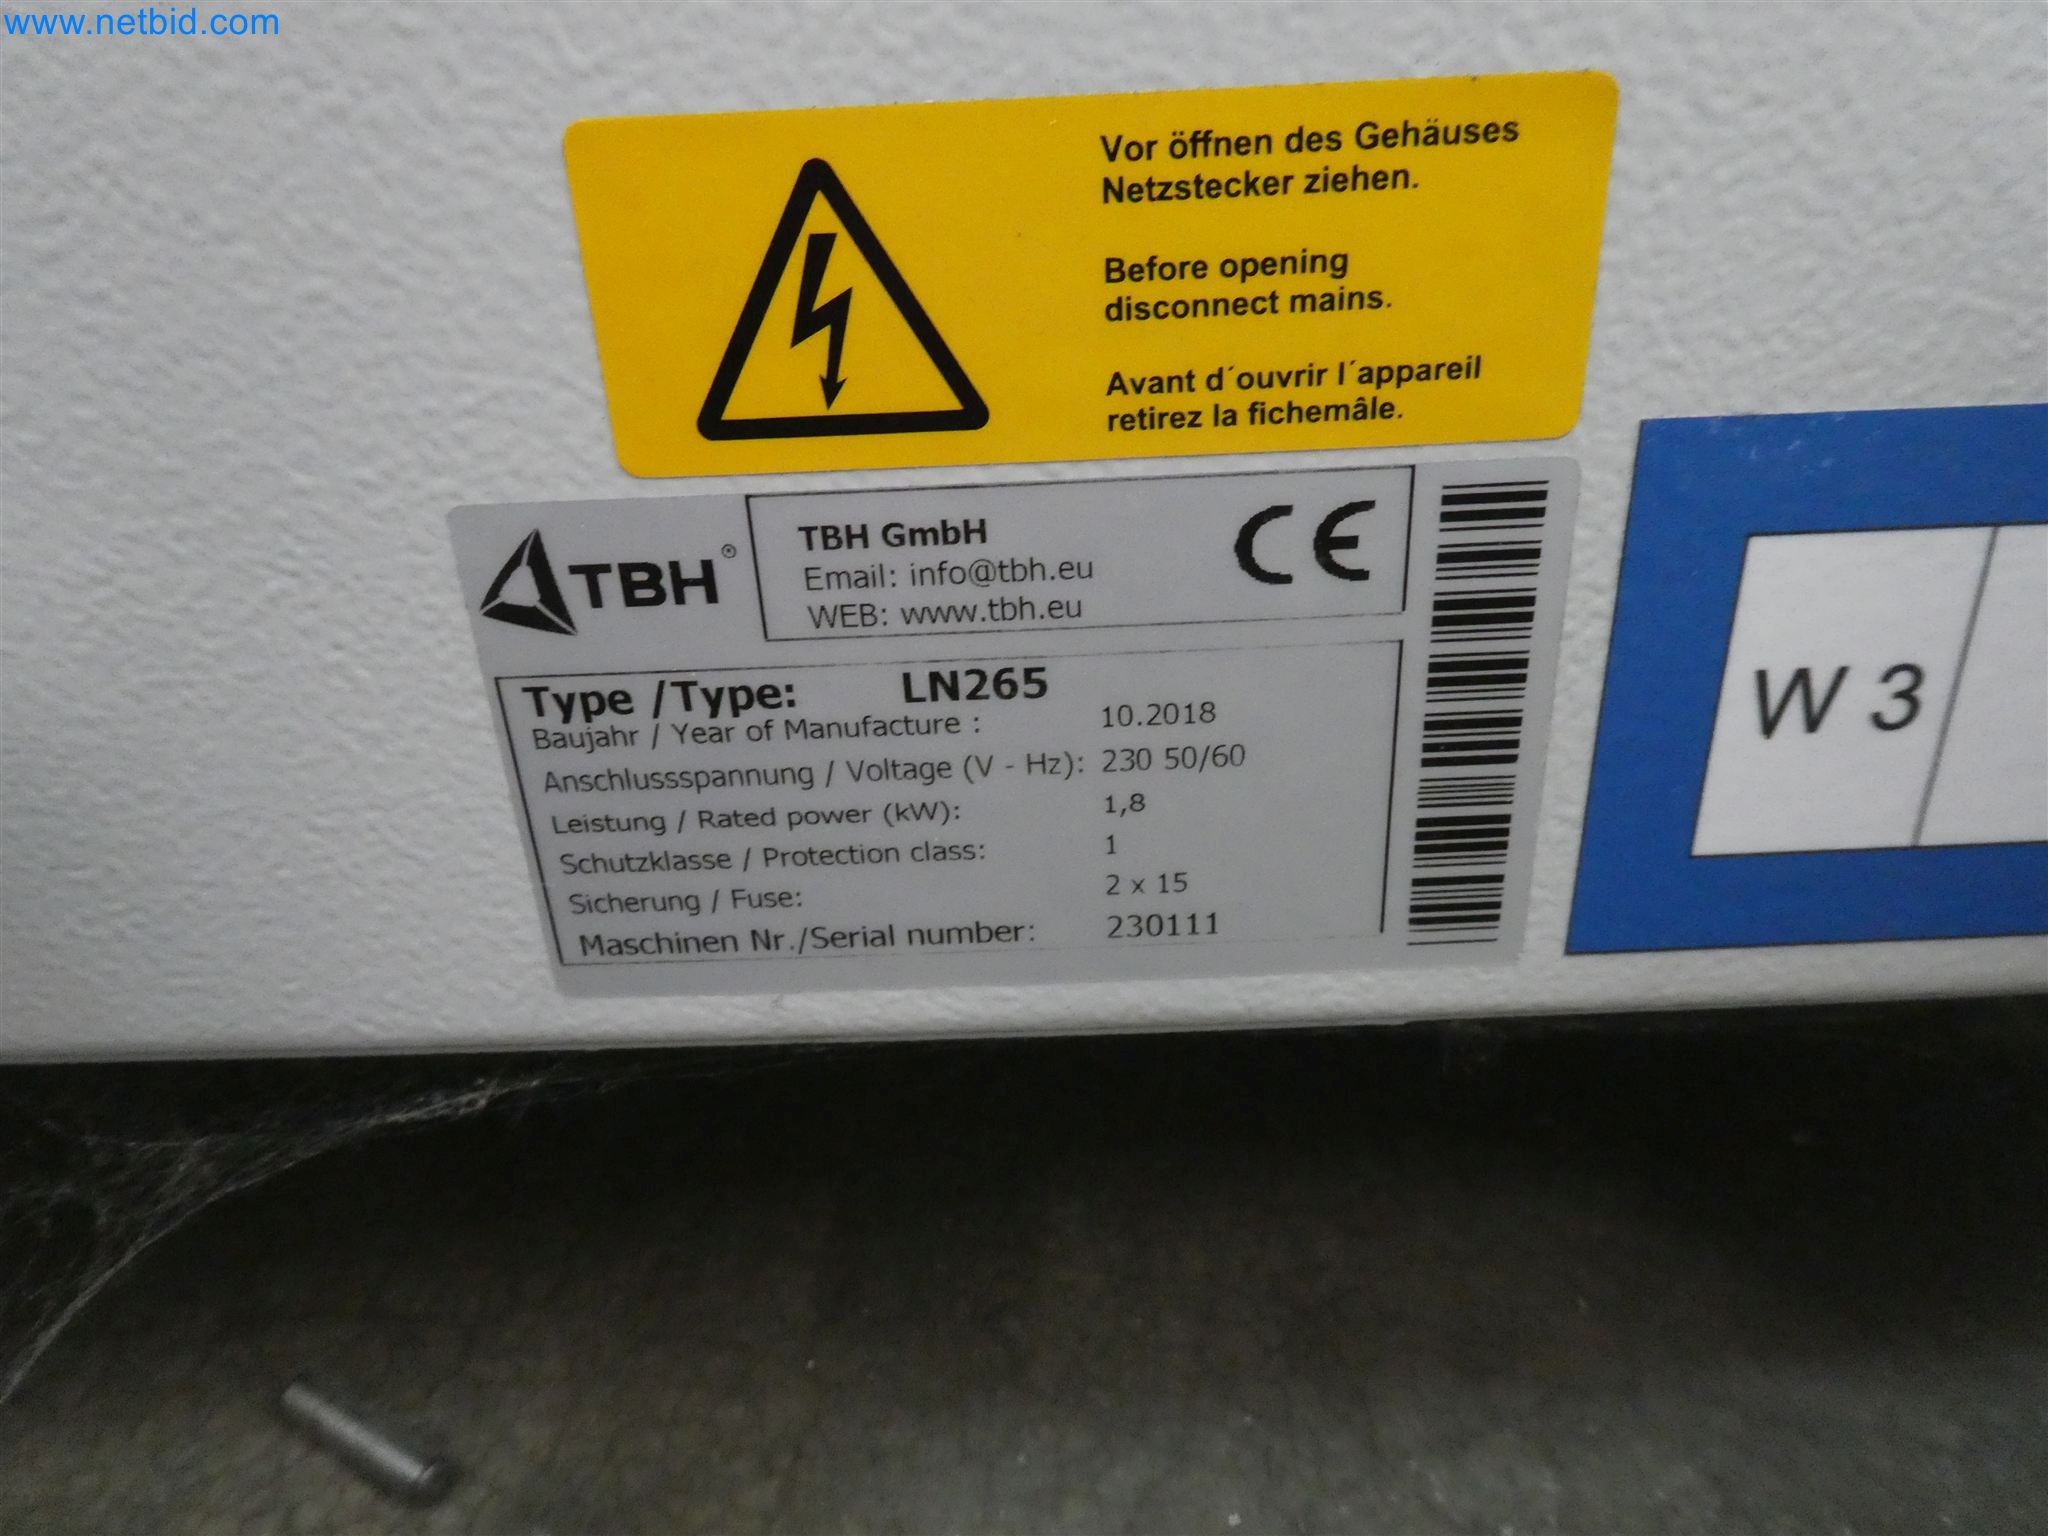 www.netbid.com
Vor öffnen des Gehäuses
Netzstecker ziehen.
Before opening
disconnect mains.
Avant d´ouvrir l´appareil
retirez la fichemâle.
TBH®
TBH GmbH
Email: info@tbh.eu
WEB: www.tbh.eu
CE
Type /Type: LN265
Baujahr / Year of Manufacture : 10.2018
Anschlussspannung / Voltage (V - Hz): 230 50/60
Leistung / Rated power (kW): 1,8
Schutzklasse / Protection class: 1
Sicherung / Fuse: 2 x 15
Maschinen Nr./Serial number: 230111
W 3